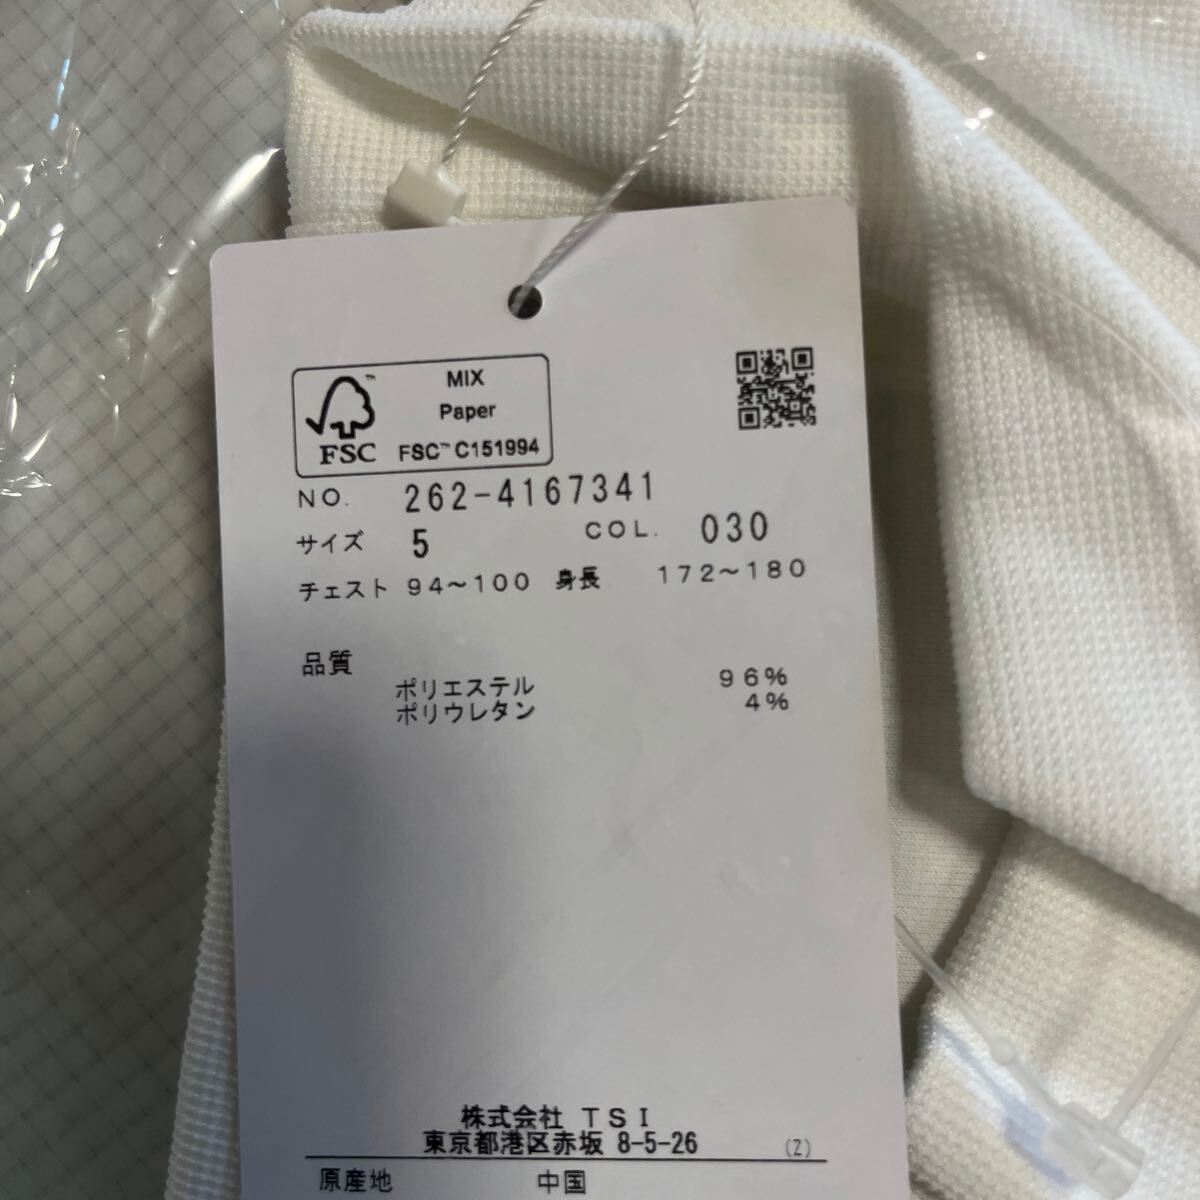 MIX
Paper
FSC™ FSC™ C151994
NO. 262-4167341
サイズ 5 COL. 030
チェスト 94～100 身長 172～180
品質
ポリエステル 96%
ポリウレタン 4%
株式会社 TSI
東京都港区赤坂 8-5-26 (Z)
原産地 中国